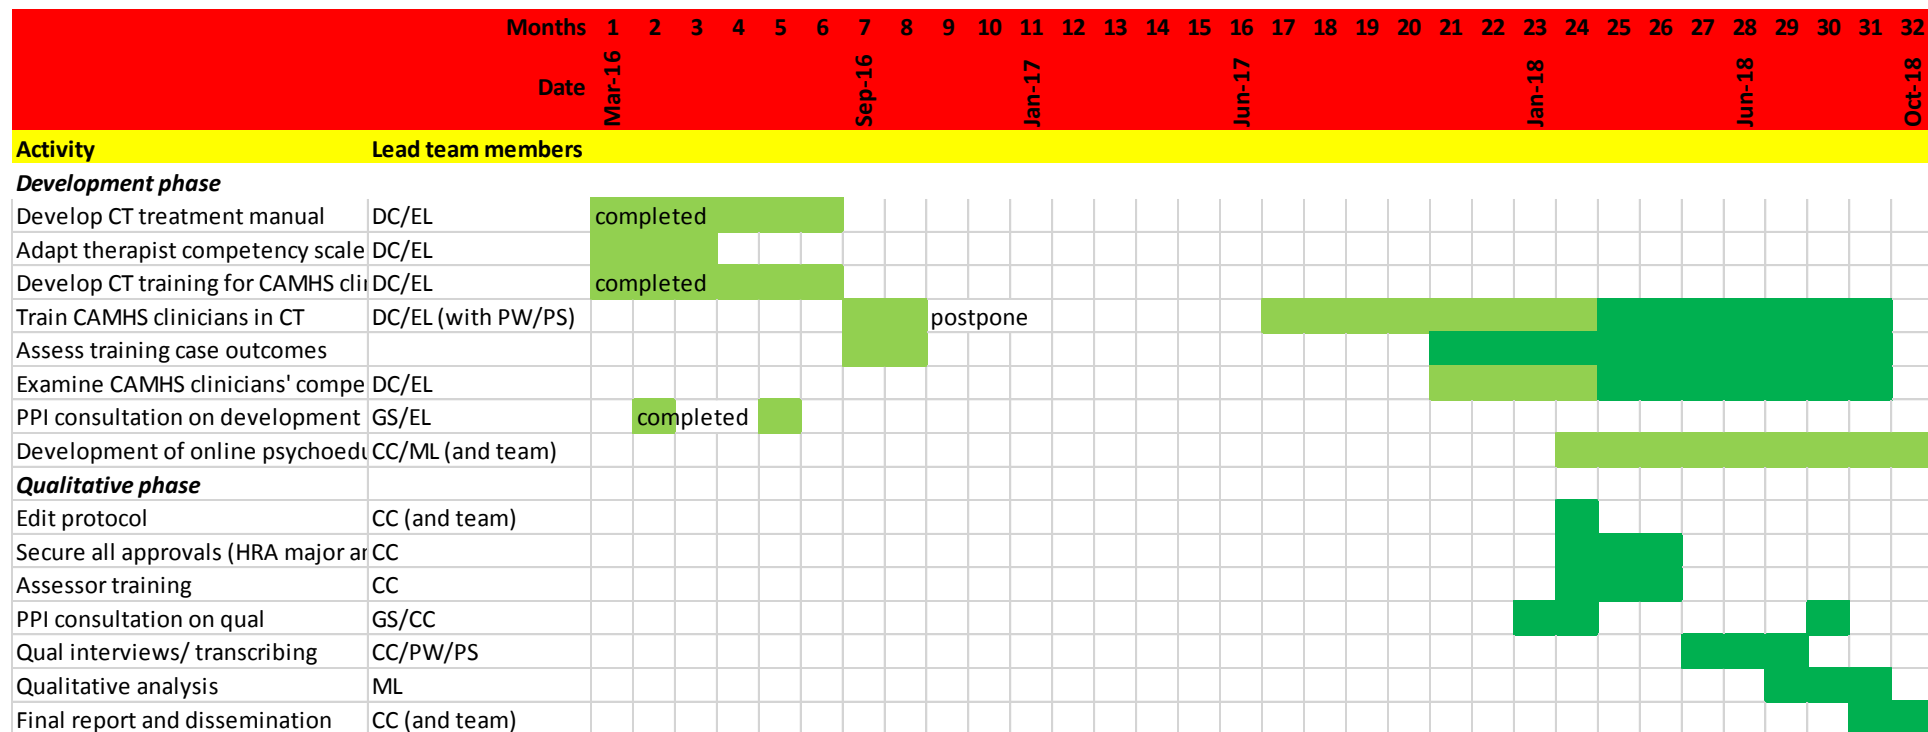 Months 1 2 3 4 5 6 7 8 9 10 11 12 13 14 15 16 17 18 19 20 21 22 23 24 25 26 27 28 29 30 31 32
Date Mar-16 Sep-16 Jan-17 Jun-17 Jan-18 Jun-18 Oct-18
Activity Lead team members
Development phase
Develop CT treatment manual DC/EL completed
Adapt therapist competency scale DC/EL
Develop CT training for CAMHS cli DC/EL completed
Train CAMHS clinicians in CT DC/EL (with PW/PS) postpone
Assess training case outcomes
Examine CAMHS clinicians' compe DC/EL
PPI consultation on development GS/EL completed
Development of online psychoedu CC/ML (and team)
Qualitative phase
Edit protocol CC (and team)
Secure all approvals (HRA major a CC
Assessor training CC
PPI consultation on qual GS/CC
Qual interviews/ transcribing CC/PW/PS
Qualitative analysis ML
Final report and dissemination CC (and team)